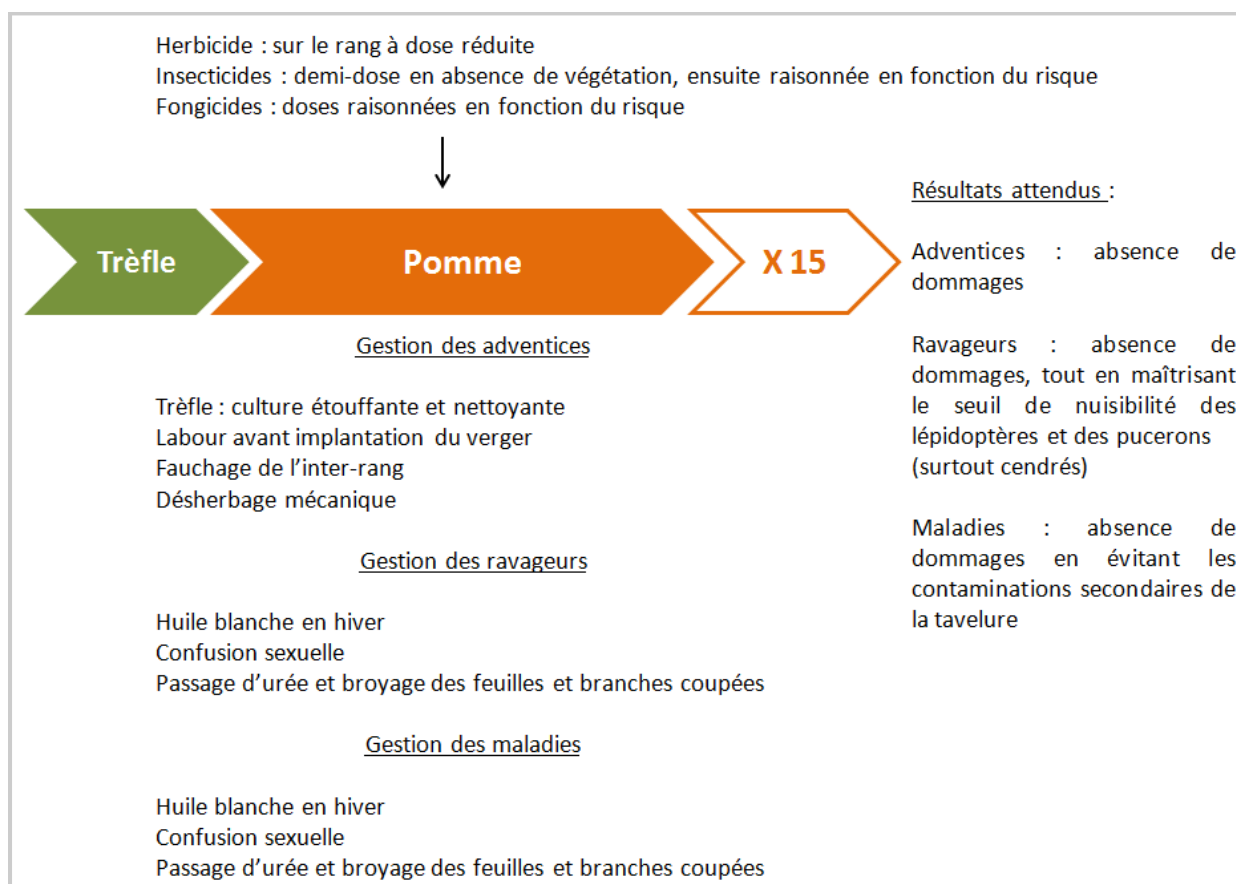 Herbicide : sur le rang à dose réduite
Insecticides : demi-dose en absence de végétation, ensuite raisonnée en fonction du risque
Fongicides : doses raisonnées en fonction du risque
Trèfle
Pomme
X 15
Gestion des adventices
Trèfle : culture étouffante et nettoyante
Labour avant implantation du verger
Fauchage de l'inter-rang
Désherbage mécanique
Gestion des ravageurs
Huile blanche en hiver
Confusion sexuelle
Passage d'urée et broyage des feuilles et branches coupées
Gestion des maladies
Huile blanche en hiver
Confusion sexuelle
Passage d'urée et broyage des feuilles et branches coupées
Résultats attendus :
Adventices : absence de
dommages
Ravageurs : absence de
dommages, tout en maîtrisant
le seuil de nuisibilité des
lépidoptères et des pucerons
(surtout cendrés)
Maladies : absence de
dommages en évitant les
contaminations secondaires de
la tavelure